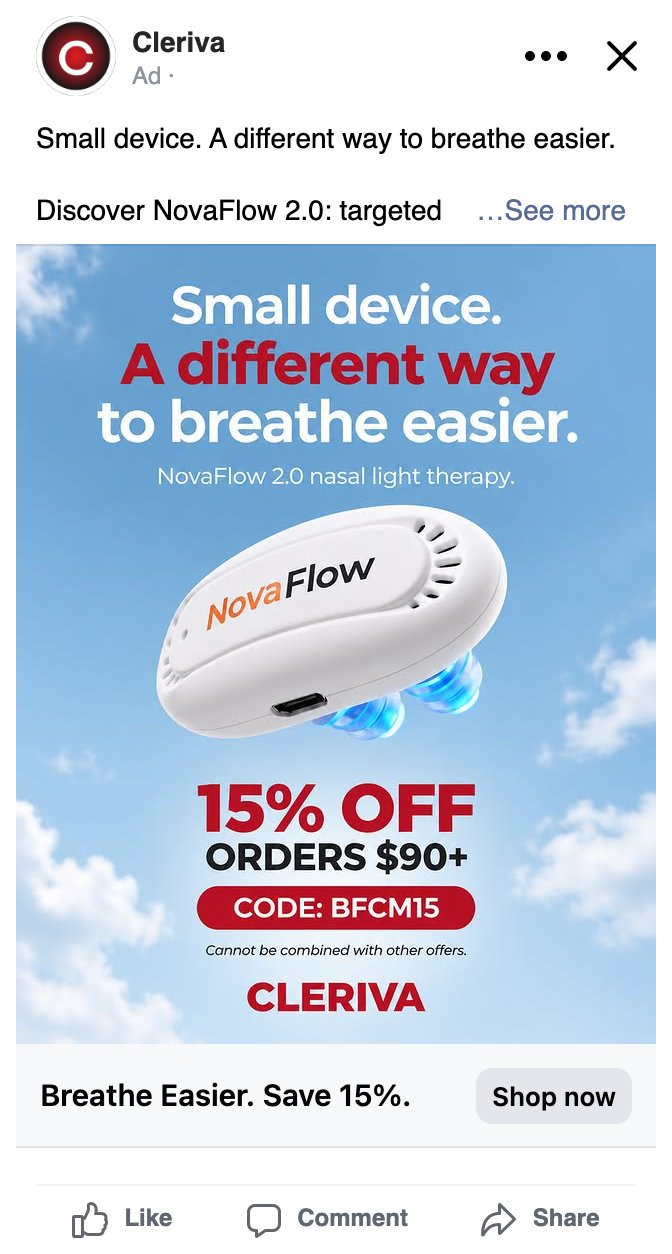 C
Cleriva
Ad ·
Small device. A different way to breathe easier.
Discover NovaFlow 2.0: targeted ...See more
Small device.
A different way
to breathe easier.
NovaFlow 2.0 nasal light therapy.
NovaFlow
15% OFF
ORDERS $90+
CODE: BFCM15
Cannot be combined with other offers.
CLERIVA
Breathe Easier. Save 15%.
Shop now
Like Comment Share